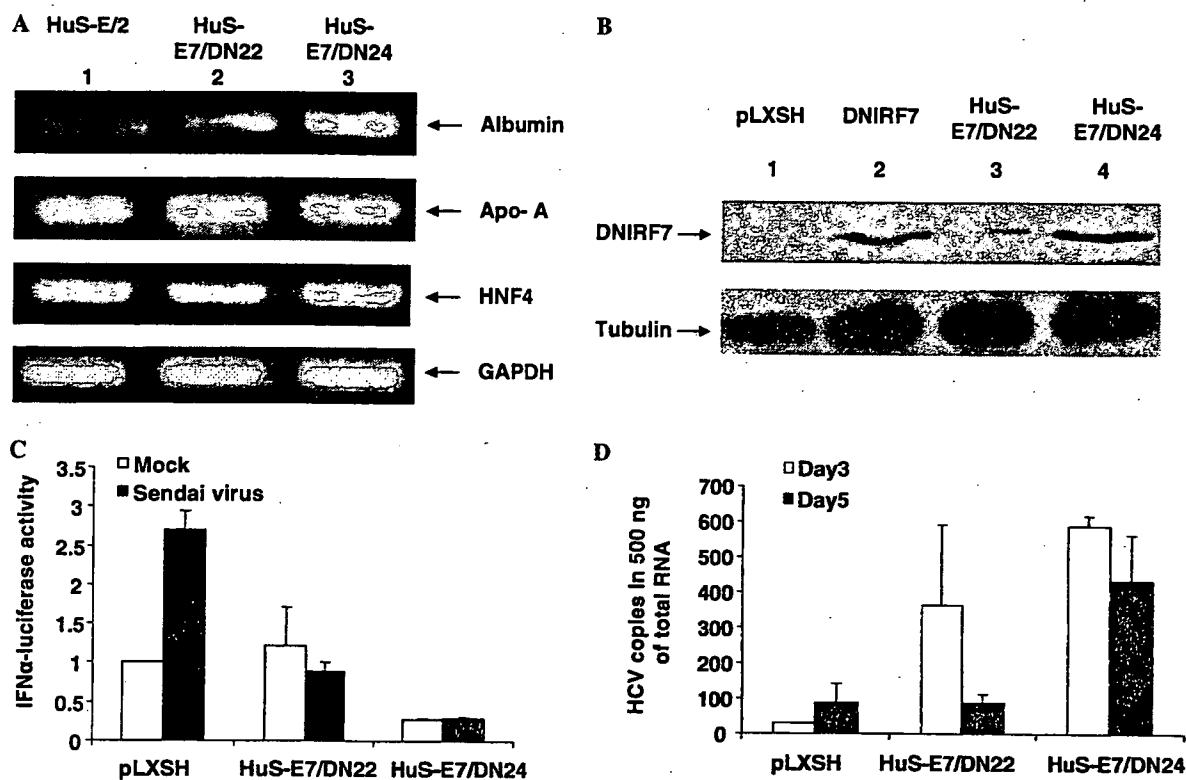 A
HuS-E/2
HuS-
E7/DN22
HuS-
E7/DN24
1
2
3
Albumin
Apo- A
HNF4
GAPDH
B
pLXSH
DNIRF7
HuS-
E7/DN22
HuS-
E7/DN24
1
2
3
4
DNIRF7
Tubulin
C
IFNα-luciferase activity
3.5
3
2.5
2
1.5
1
0.5
0
Mock
Sendai virus
pLXSH
HuS-E7/DN22
HuS-E7/DN24
D
HCV copies in 500 ng
of total RNA
700
600
500
400
300
200
100
0
Day3
Day5
pLXSH
HuS-E7/DN22
HuS-E7/DN24